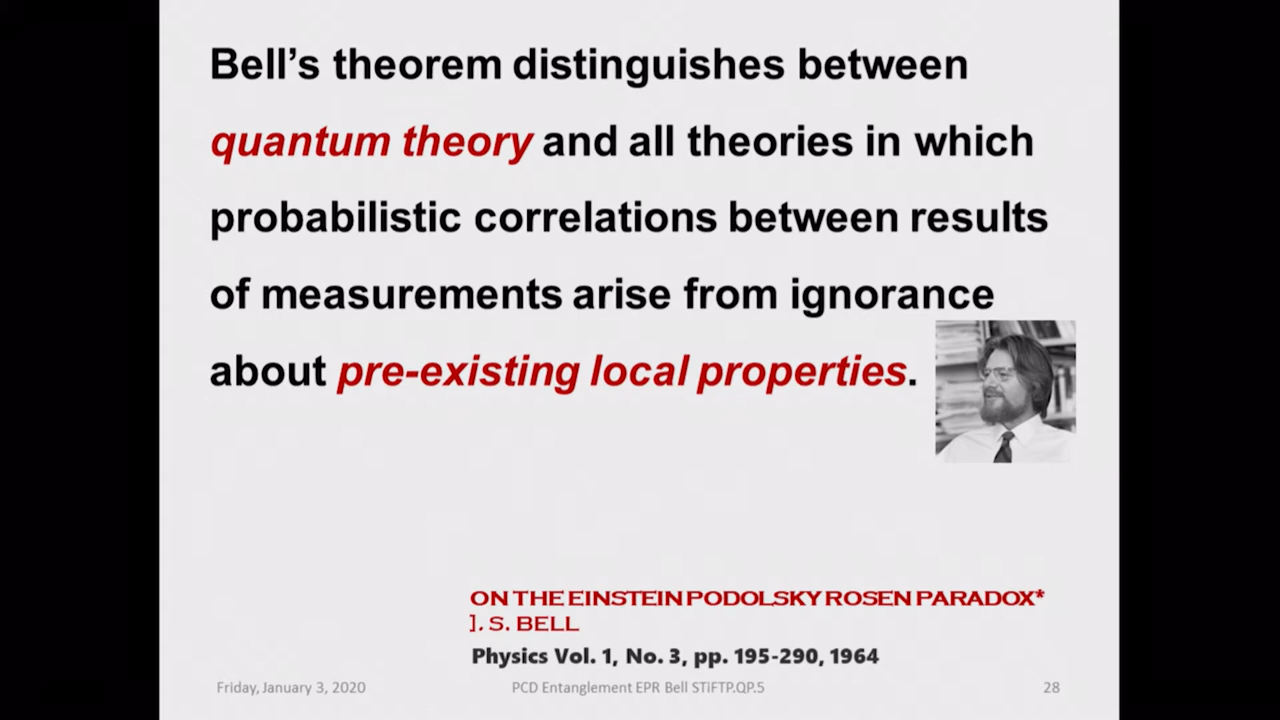 Bell’s theorem distinguishes between
quantum theory and all theories in which
probabilistic correlations between results
of measurements arise from ignorance
about pre-existing local properties.
ON THE EINSTEIN PODOLSKY ROSEN PARADOX*
]. S. BELL
Physics Vol. 1, No. 3, pp. 195-290, 1964
Friday, January 3, 2020
PCD Entanglement EPR Bell STiFTP.QP.5
28